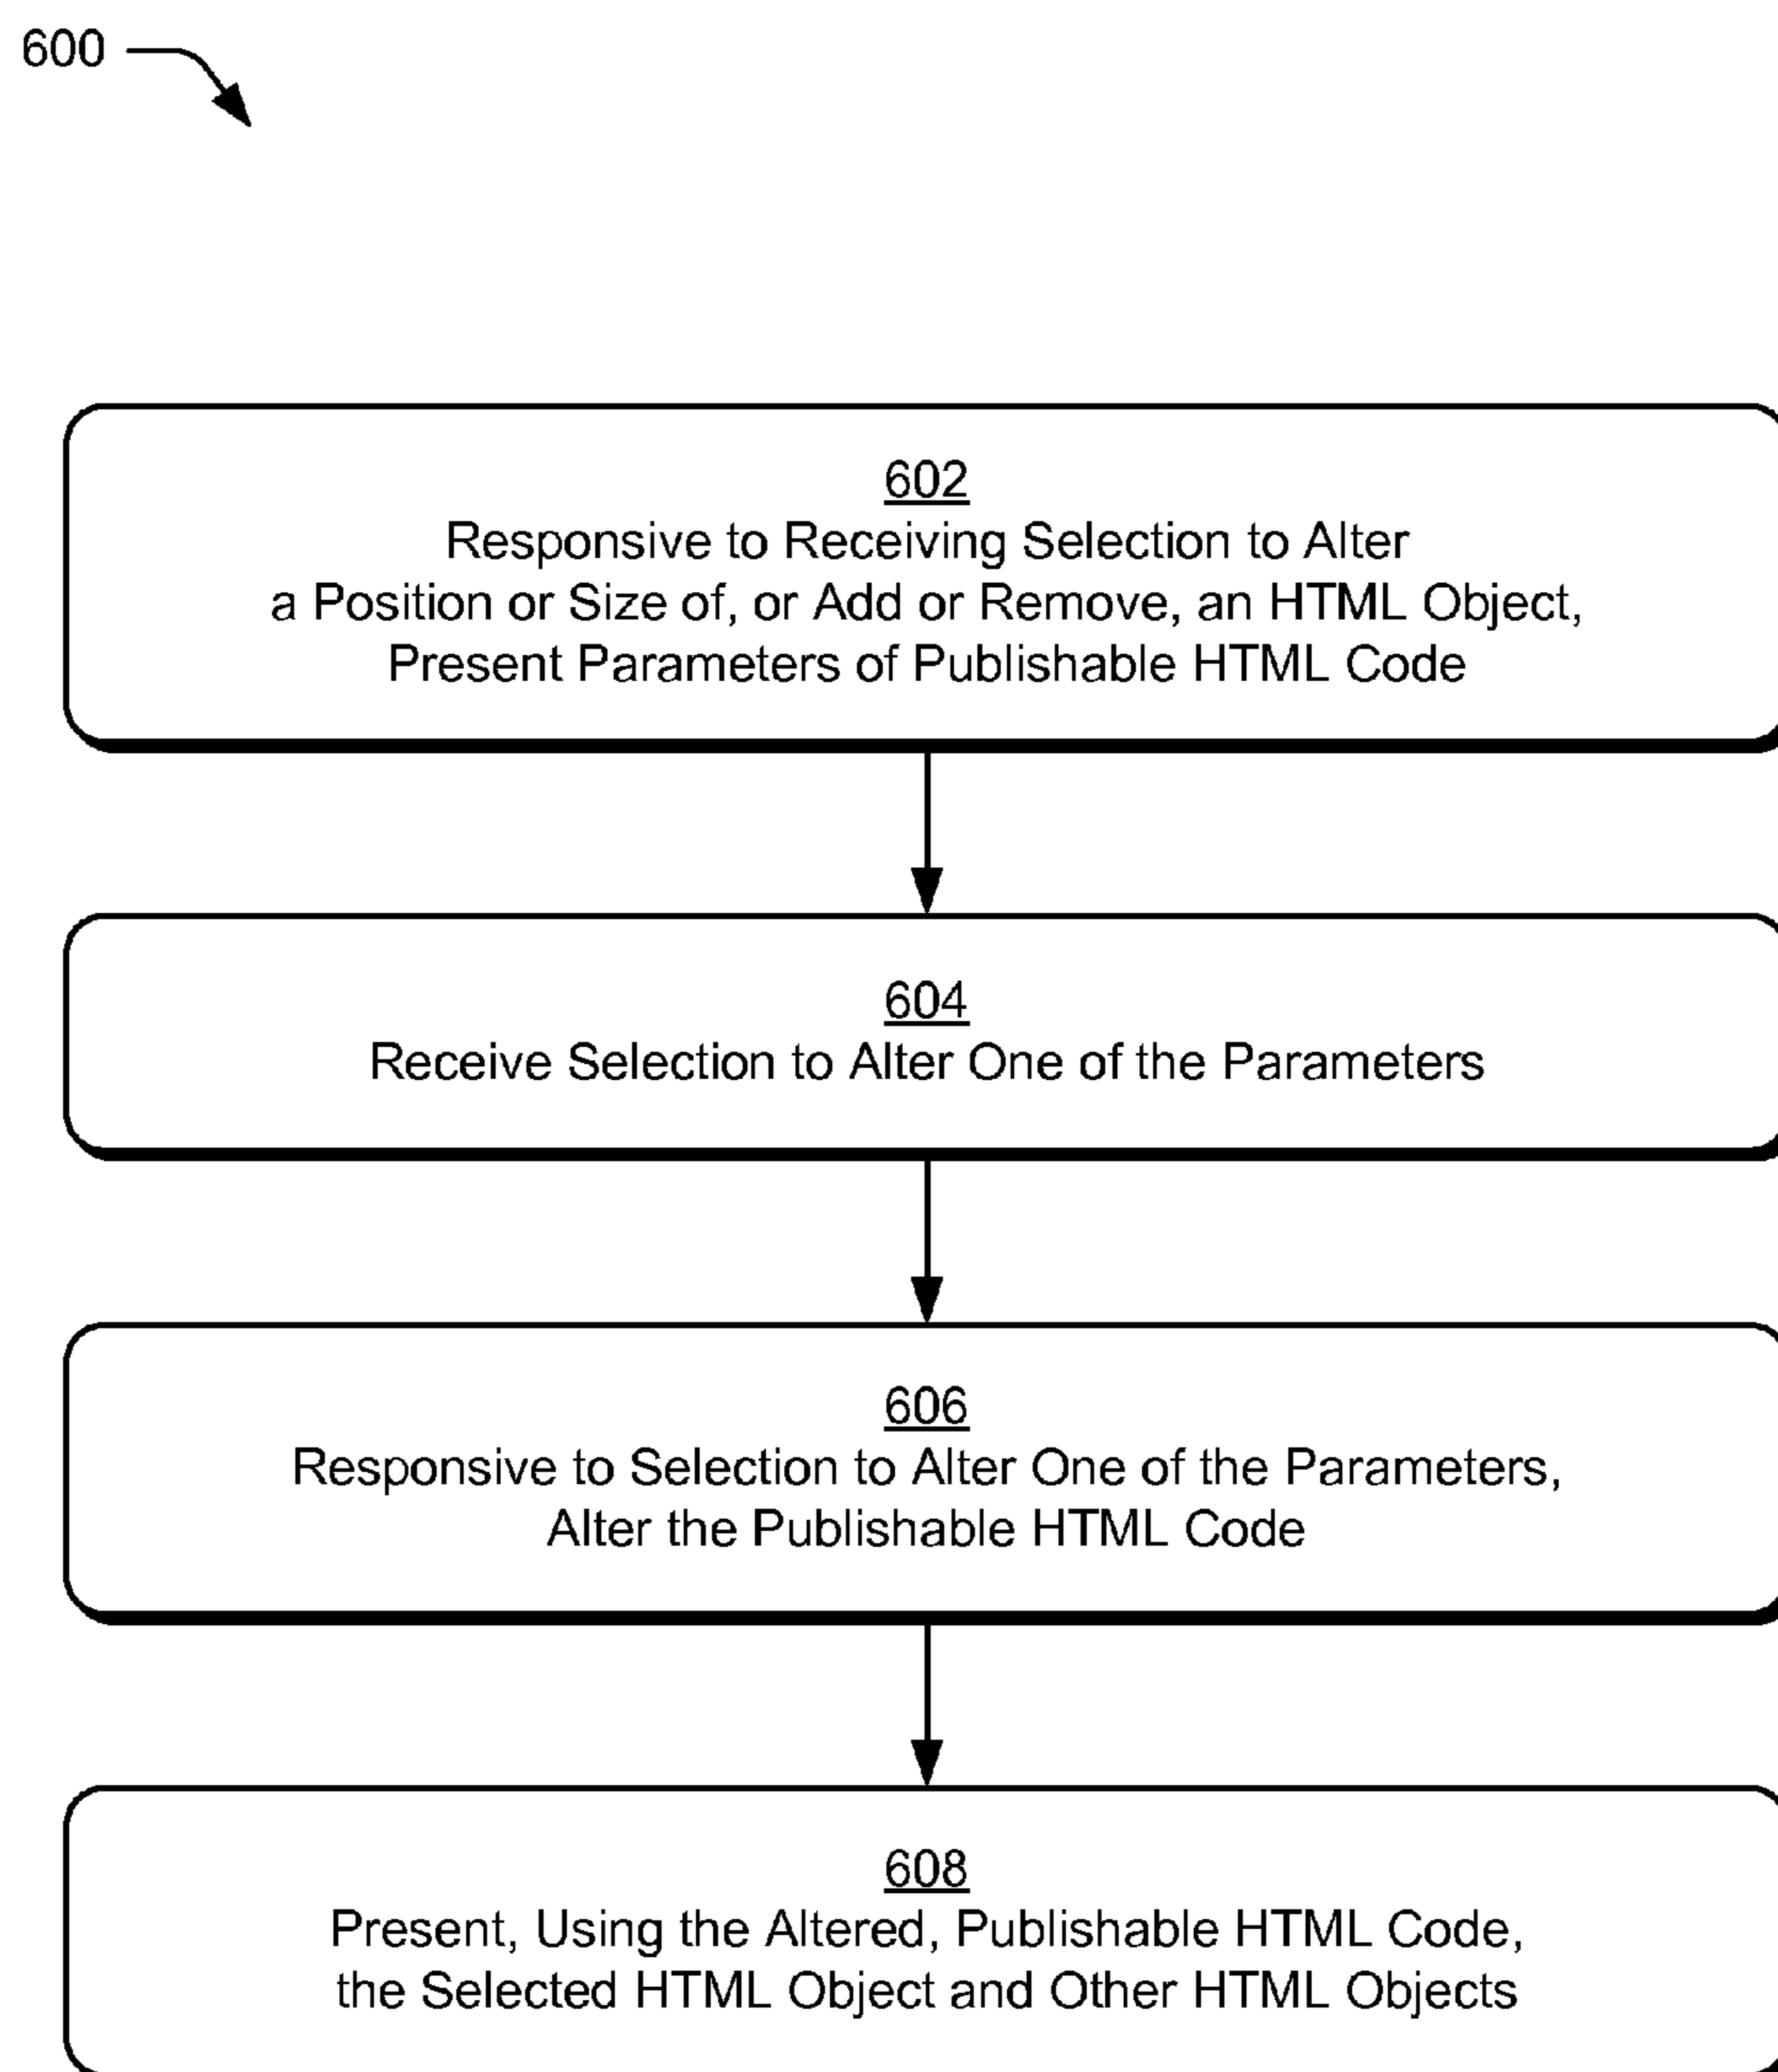 600
602
Responsive to Receiving Selection to Alter
a Position or Size of, or Add or Remove, an HTML Object,
Present Parameters of Publishable HTML Code
604
Receive Selection to Alter One of the Parameters
606
Responsive to Selection to Alter One of the Parameters,
Alter the Publishable HTML Code
608
Present, Using the Altered, Publishable HTML Code,
the Selected HTML Object and Other HTML Objects